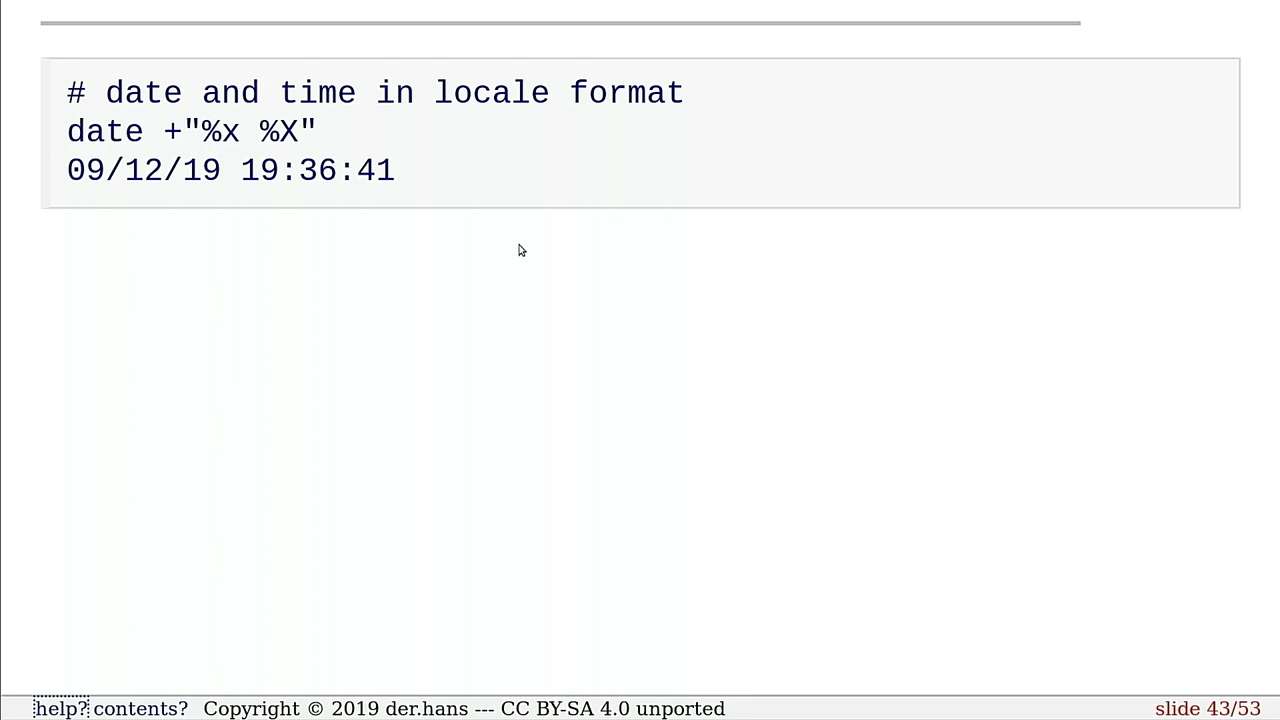 # date and time in locale format
date +"%x %X"
09/12/19 19:36:41
help? contents? Copyright © 2019 der.hans --- CC BY-SA 4.0 unported slide 43/53